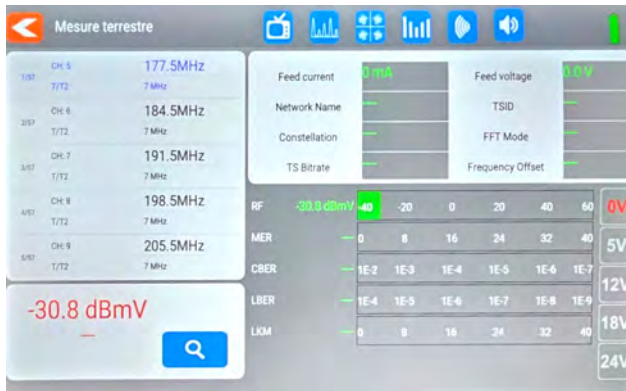 Mesure terrestre
1/57 CH: 5 177.5MHz
T/T2 7 MHz
2/57 CH: 6 184.5MHz
T/T2 7 MHz
3/57 CH: 7 191.5MHz
T/T2 7 MHz
4/57 CH: 8 198.5MHz
T/T2 7 MHz
5/57 CH: 9 205.5MHz
T/T2 7 MHz
-30.8 dBmV
Feed current 0 mA Feed voltage 0.0 V
Network Name TSID
Constellation FFT Mode
TS Bitrate Frequency Offset
RF -30.8 dBmV -40 -20 0 20 40 60
MER 0 8 16 24 32 40
CBER 1E-2 1E-3 1E-4 1E-5 1E-6 1E-7
LBER 1E-4 1E-5 1E-6 1E-7 1E-8 1E-9
LKM 0 8 16 24 32 40
0V
5V
12V
18V
24V